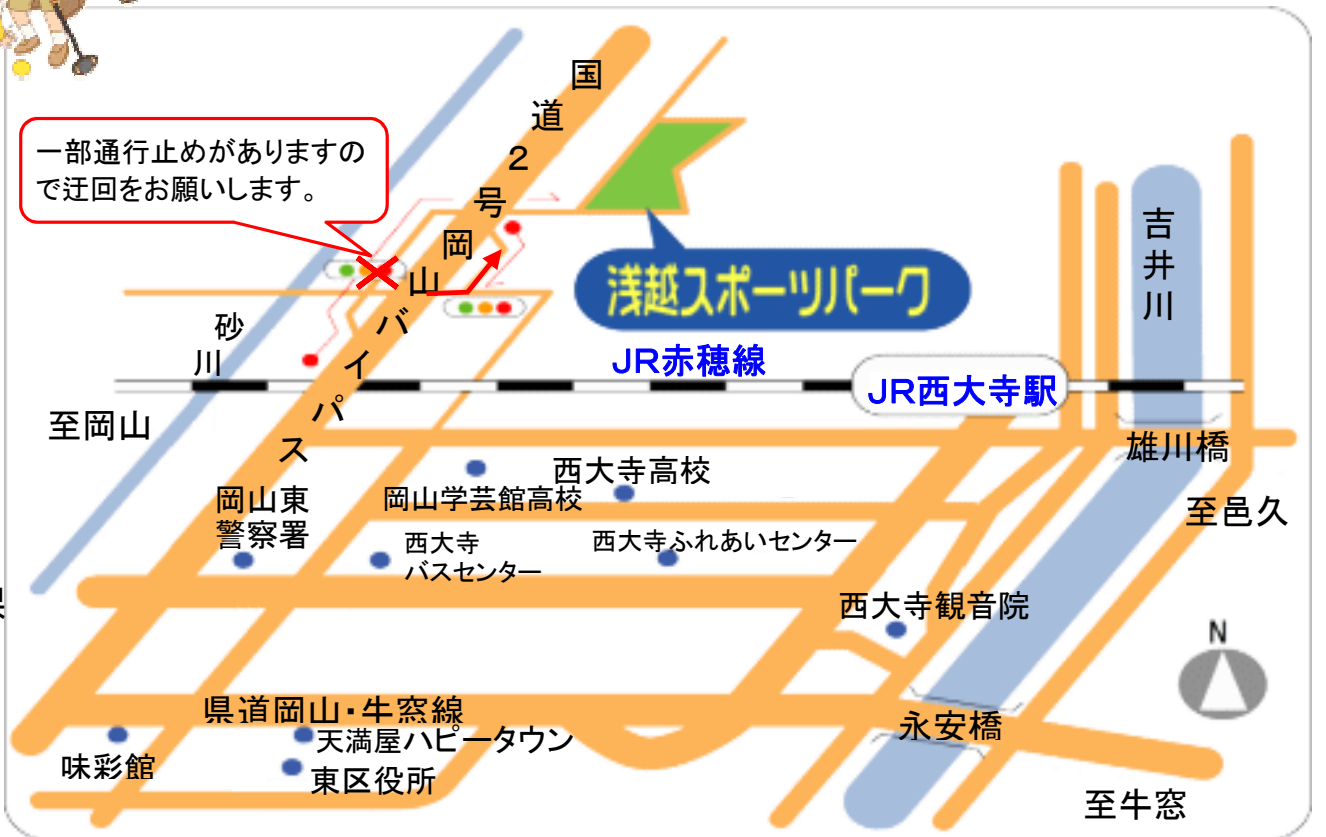 国道2号岡山バイパス
一部通行止めがありますの
で迂回をお願いします。
浅越スポーツパーク
吉井川
砂川
JR赤穂線
JR西大寺駅
至岡山
雄川橋
西大寺高校
岡山学芸館高校
岡山東
警察署
至邑久
西大寺
バスセンター
西大寺ふれあいセンター
西大寺観音院
N
県道岡山・牛窓線
永安橋
天満屋ハピータウン
味彩館
東区役所
至牛窓